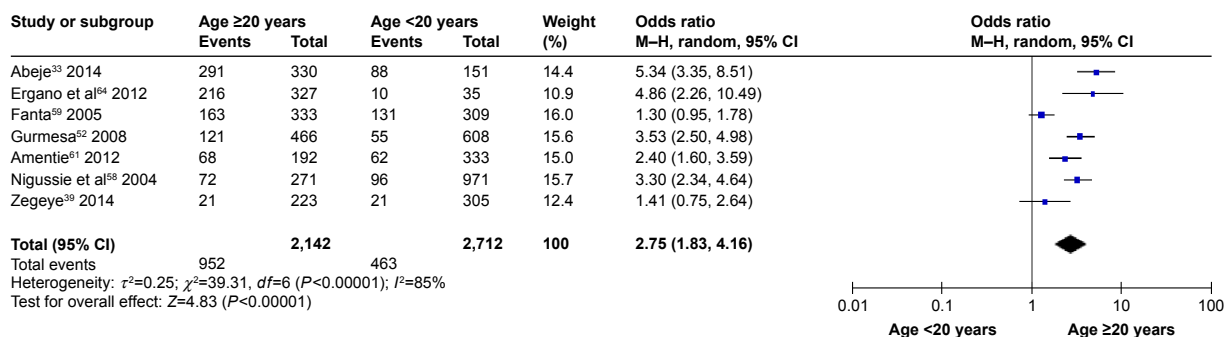 Study or subgroup Age ≥20 years Age <20 years Weight Odds ratio Odds ratio
Events Total Events Total (%) M–H, random, 95% CI M–H, random, 95% CI
Abeje³³ 2014 291 330 88 151 14.4 5.34 (3.35, 8.51)
Ergano et al⁶⁴ 2012 216 327 10 35 10.9 4.86 (2.26, 10.49)
Fanta⁵⁹ 2005 163 333 131 309 16.0 1.30 (0.95, 1.78)
Gurmesa⁵² 2008 121 466 55 608 15.6 3.53 (2.50, 4.98)
Amentie⁶¹ 2012 68 192 62 333 15.0 2.40 (1.60, 3.59)
Nigussie et al⁵⁸ 2004 72 271 96 971 15.7 3.30 (2.34, 4.64)
Zegeye³⁹ 2014 21 223 21 305 12.4 1.41 (0.75, 2.64)
Total (95% CI) 2,142 2,712 100 2.75 (1.83, 4.16)
Total events 952 463
Heterogeneity: τ²=0.25; χ²=39.31, df=6 (P<0.00001); I²=85%
Test for overall effect: Z=4.83 (P<0.00001)
0.01 0.1 1 10 100
Age <20 years Age ≥20 years